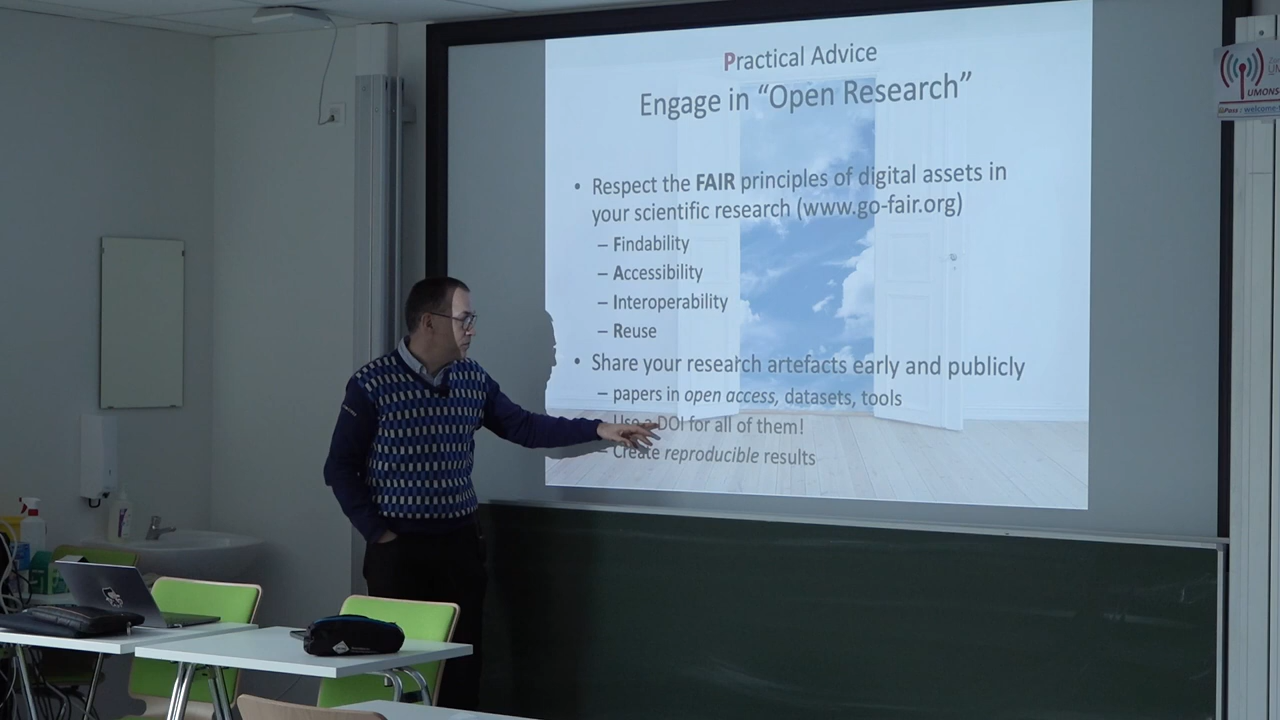 Practical Advice
Engage in “Open Research”
• Respect the FAIR principles of digital assets in
your scientific research (www.go-fair.org)
– Findability
– Accessibility
– Interoperability
– Reuse
• Share your research artefacts early and publicly
– papers in open access, datasets, tools
Use a DOI for all of them!
– Create reproducible results
UMONS